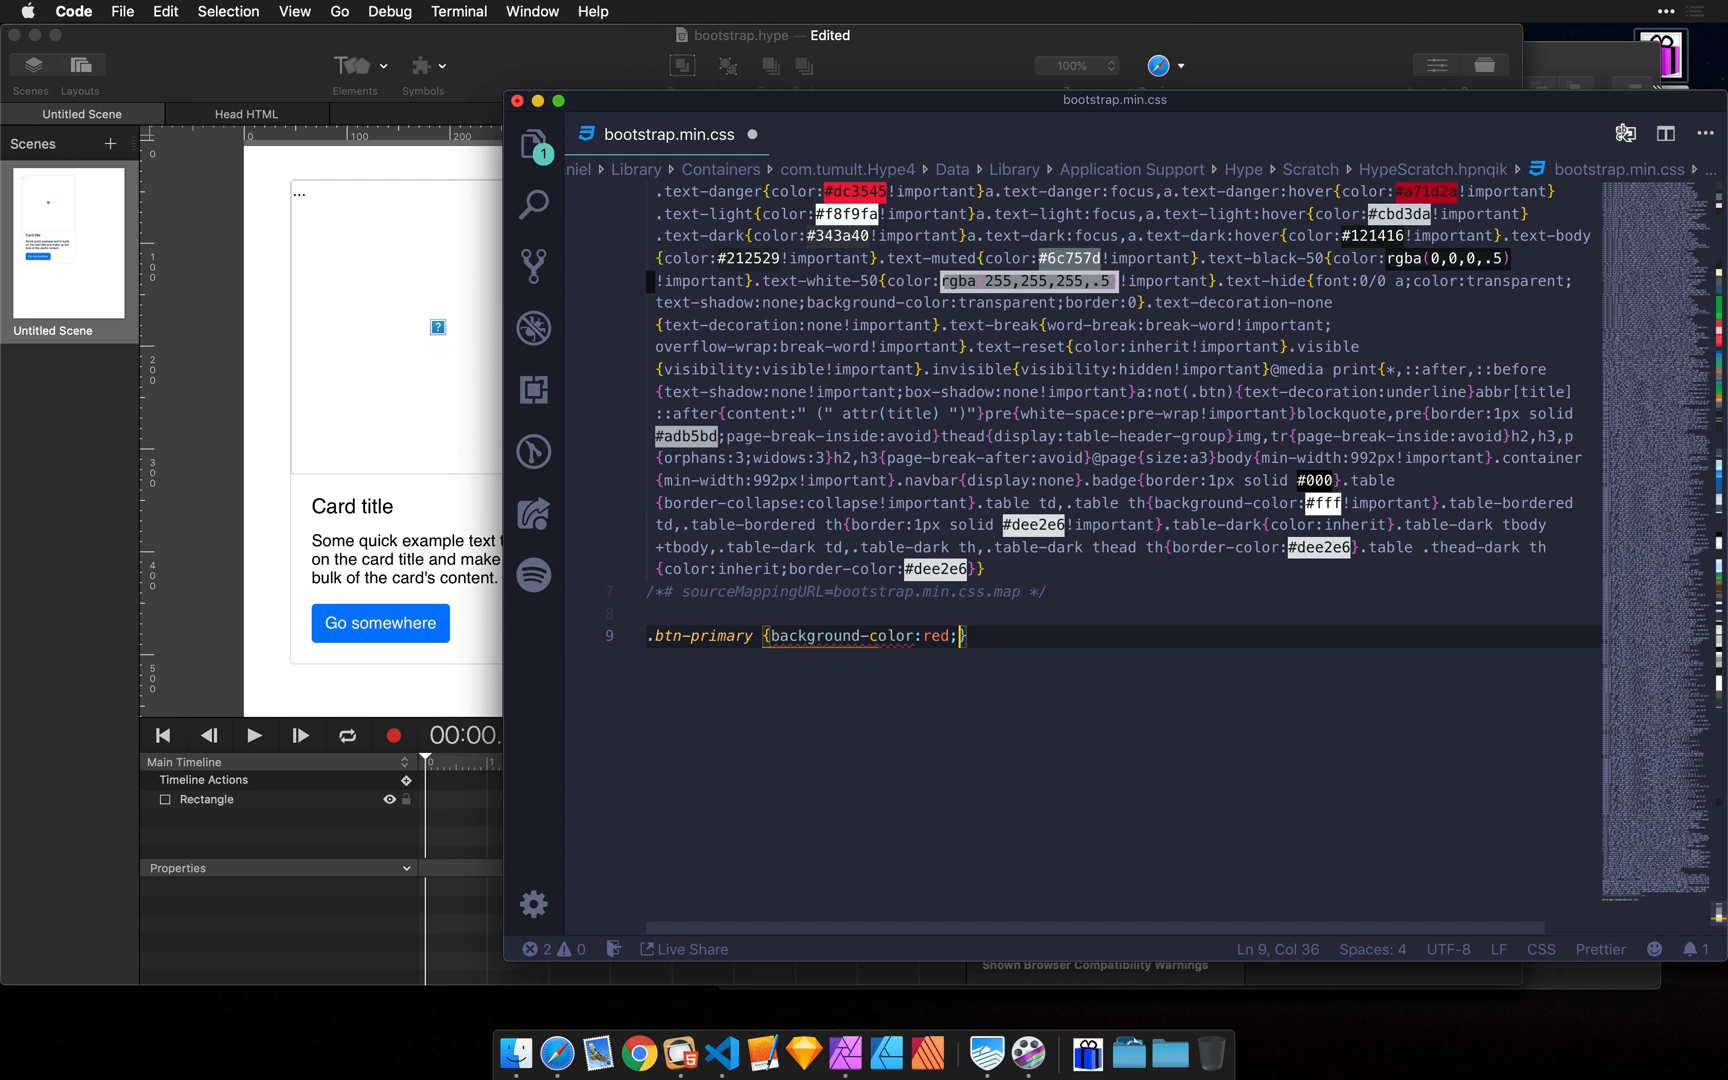 Code File Edit Selection View Go Debug Terminal Window Help
bootstrap.hype — Edited
100%
Scenes Layouts Elements Symbols
Untitled Scene Head HTML
bootstrap.min.css
Scenes +
0 100 200
Untitled Scene
...
?
Card title
Some quick example text t
on the card title and make
bulk of the card's content.
Go somewhere
1
bootstrap.min.css
niel Library Containers com.tumult.Hype4 Data Library Application Support Hype Scratch HypeScratch.hpnqik bootstrap.min.css ...
.text-danger{color:#dc3545!important}a.text-danger:focus,a.text-danger:hover{color:#a71d2a!important}
.text-light{color:#f8f9fa!important}a.text-light:focus,a.text-light:hover{color:#cbd3da!important}
.text-dark{color:#343a40!important}a.text-dark:focus,a.text-dark:hover{color:#121416!important}.text-body
{color:#212529!important}.text-muted{color:#6c757d!important}.text-black-50{color:rgba(0,0,0,.5)
!important}.text-white-50{color:rgba(255,255,255,.5)!important}.text-hide{font:0/0 a;color:transparent;
text-shadow:none;background-color:transparent;border:0}.text-decoration-none
{text-decoration:none!important}.text-break{word-break:break-word!important;
overflow-wrap:break-word!important}.text-reset{color:inherit!important}.visible
{visibility:visible!important}.invisible{visibility:hidden!important}@media print{*,::after,::before
{text-shadow:none!important;box-shadow:none!important}a:not(.btn){text-decoration:underline}abbr[title]
::after{content:" (" attr(title) ")"}pre{white-space:pre-wrap!important}blockquote,pre{border:1px solid
#adb5bd;page-break-inside:avoid}thead{display:table-header-group}img,tr{page-break-inside:avoid}h2,h3,p
{orphans:3;widows:3}h2,h3{page-break-after:avoid}@page{size:a3}body{min-width:992px!important}.container
{min-width:992px!important}.navbar{display:none}.badge{border:1px solid #000}.table
{border-collapse:collapse!important}.table td,.table th{background-color:#fff!important}.table-bordered
td,.table-bordered th{border:1px solid #dee2e6!important}.table-dark{color:inherit}.table-dark tbody
+tbody,.table-dark td,.table-dark th,.table-dark thead th{border-color:#dee2e6}.table .thead-dark th
{color:inherit;border-color:#dee2e6}}
7 /*# sourceMappingURL=bootstrap.min.css.map */
8
9 .btn-primary {background-color:red;}
00:00.
Main Timeline
0 1
Timeline Actions
Rectangle
Properties
2 0 Live Share Ln 9, Col 36 Spaces: 4 UTF-8 LF CSS Prettier 1
Shown Browser Compatibility Warnings